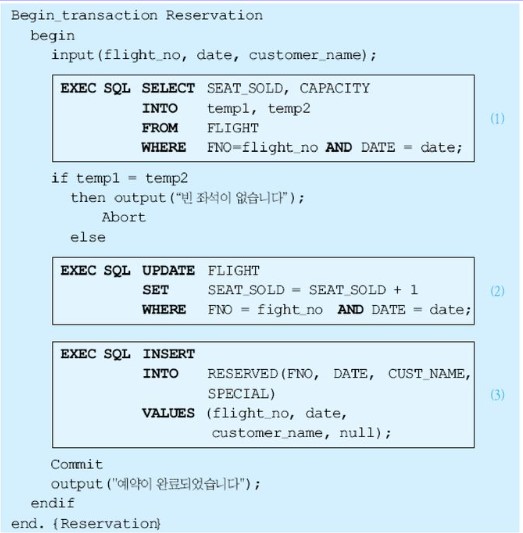 Begin_transaction Reservation
begin
input(flight_no, date, customer_name);
EXEC SQL SELECT SEAT_SOLD, CAPACITY
INTO temp1, temp2
FROM FLIGHT
WHERE FNO=flight_no AND DATE = date;
(1)
if temp1 = temp2
then output(“빈 좌석이 없습니다”);
Abort
else
EXEC SQL UPDATE FLIGHT
SET SEAT_SOLD = SEAT_SOLD + 1
WHERE FNO = fight_no AND DATE = date;
(2)
EXEC SQL INSERT
INTO RESERVED(FNO, DATE, CUST_NAME,
SPECIAL)
VALUES (flight_no, date,
customer_name, null);
(3)
Commit
output("예약이 완료되었습니다");
endif
end. {Reservation}